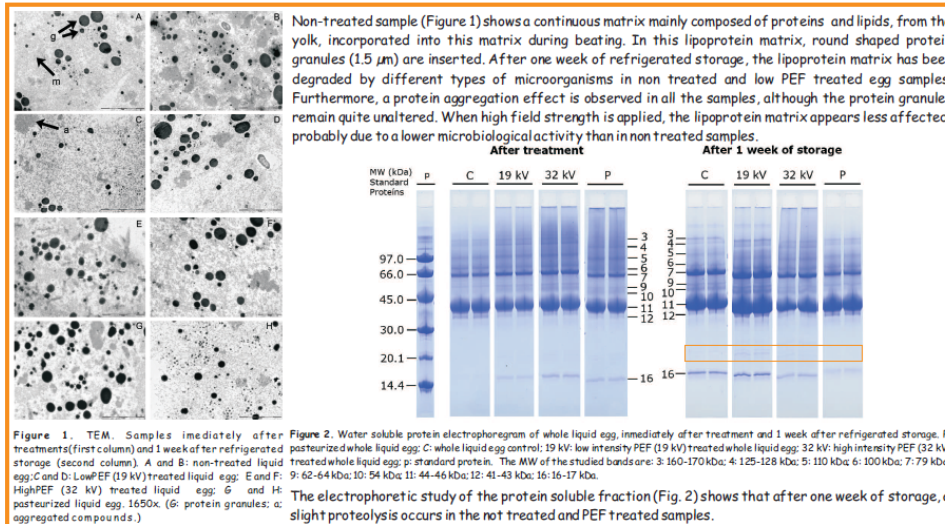 Non-treated sample (Figure 1) shows a continuous matrix mainly composed of proteins and lipids, from th
yolk, incorporated into this matrix during beating. In this lipoprotein matrix, round shaped protei
granules (1.5 µm) are inserted. After one week of refrigerated storage, the lipoprotein matrix has bee
degraded by different types of microorganisms in non treated and low PEF treated egg samples
Furthermore, a protein aggregation effect is observed in all the samples, although the protein granule
remain quite unaltered. When high field strength is applied, the lipoprotein matrix appears less affected
probably due to a lower microbiological activity than in non treated samples.
A
B
g
m
C
D
a
E
F
G
H
After treatment
MW (kDa)
Standard
Proteins
P
C
19 kV
32 kV
P
97.0
66.0
45.0
30.0
20.1
14.4
3
4
5
6
7
9
10
11
12
16
After 1 week of storage
C
19 kV
32 kV
P
3
4
5
6
7
9
10
11
12
16
Figure 1. TEM. Samples imediately after
treatments(first column) and 1 week after refrigerated
storage (second column). A and B: non-treated liquid
egg;C and D: LowPEF (19 kV) treated liquid egg; E and F:
HighPEF (32 kV) treated liquid egg; G and H:
pasteurized liquid egg. 1650x. (G: protein granules; a:
aggregated compounds.)
Figure 2. Water soluble protein electrophoregram of whole liquid egg, inmediately after treatment and 1 week after refrigerated storage.
pasteurized whole liquid egg; C: whole liquid egg control; 19 kV: low intensity PEF (19 kV) treated whole liquid egg; 32 kV: high intensity PEF (32 kV
treated whole liquid egg; p: standard protein. The MW of the studied bands are: 3: 160-170 kDa; 4: 125-128 kDa; 5: 110 kDa; 6: 100 kDa; 7: 79 kDa
9: 62-64 kDa; 10: 54 kDa; 11: 44-46 kDa; 12: 41-43 kDa; 16: 16-17 kDa.
The electrophoretic study of the protein soluble fraction (Fig. 2) shows that after one week of storage,
slight proteolysis occurs in the not treated and PEF treated samples.